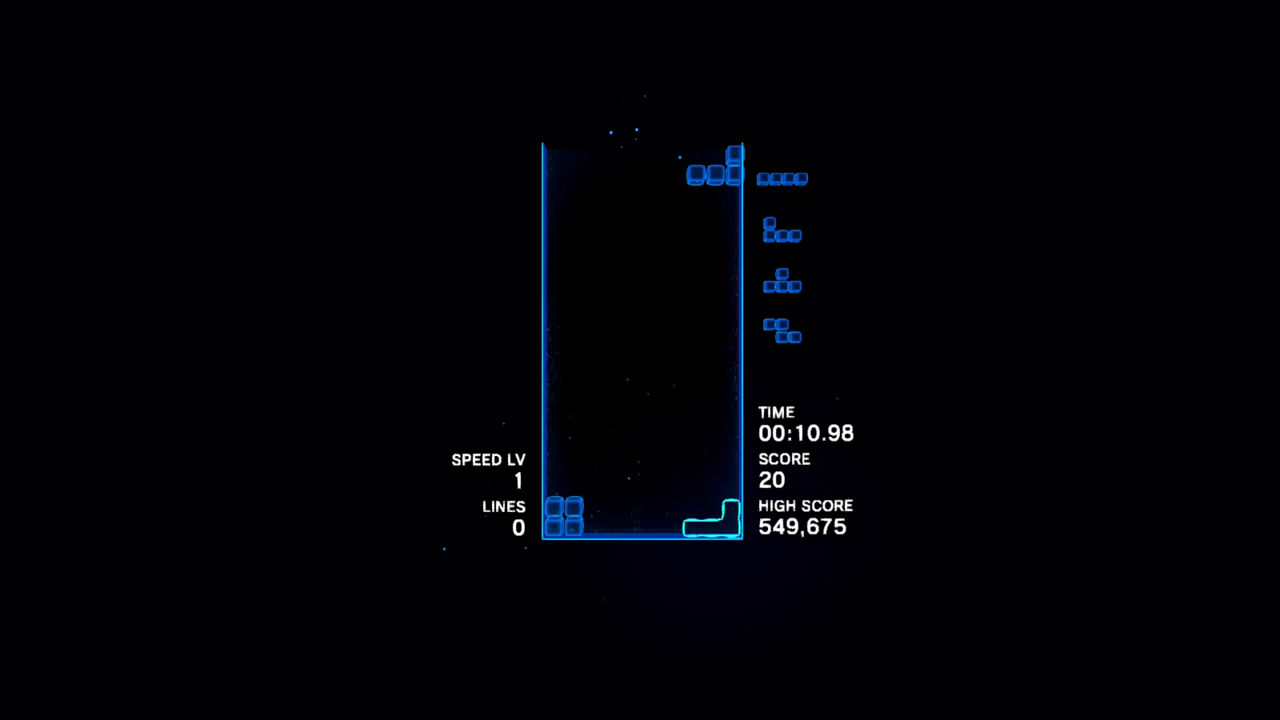 SPEED LV
1
LINES
0
TIME
00:10.98
SCORE
20
HIGH SCORE
549,675